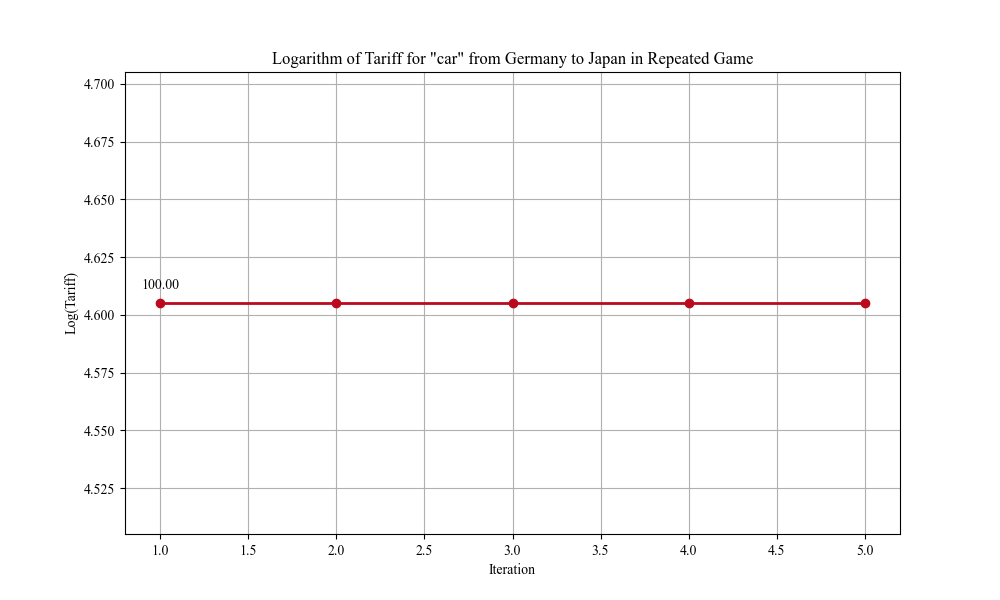 Logarithm of Tariff for "car" from Germany to Japan in Repeated Game
4.700
4.675
4.650
4.625
4.600
4.575
4.550
4.525
Log(Tariff)
100.00
1.0 1.5 2.0 2.5 3.0 3.5 4.0 4.5 5.0
Iteration